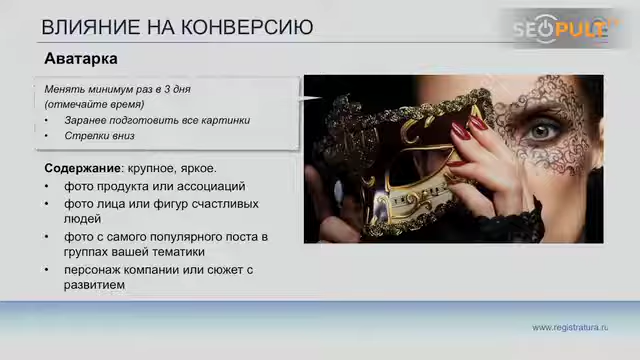 ВЛИЯНИЕ НА КОНВЕРСИЮ
SEOPULT
Аватарка
Менять минимум раз в 3 дня
(отмечайте время)
• Заранее подготовить все картинки
• Стрелки вниз
Содержание: крупное, яркое.
• фото продукта или ассоциаций
• фото лица или фигур счастливых
людей
• фото с самого популярного поста в
группах вашей тематики
• персонаж компании или сюжет с
развитием
www.registratura.ru